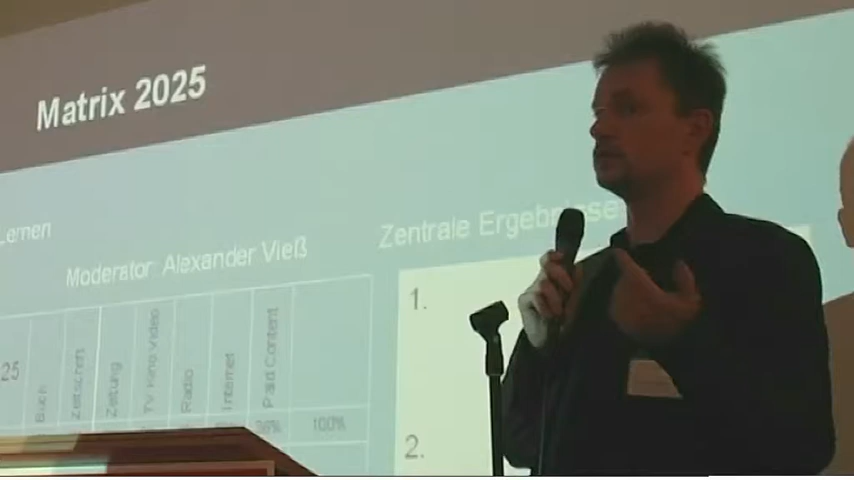 Matrix 2025
Lernen
Moderator: Alexander Vieß
Zentrale Ergebnisse
25
Buch
Zeitschrift
Zeitung
TV Kino Video
Radio
Internet
Paid Content
100%
1.
2.